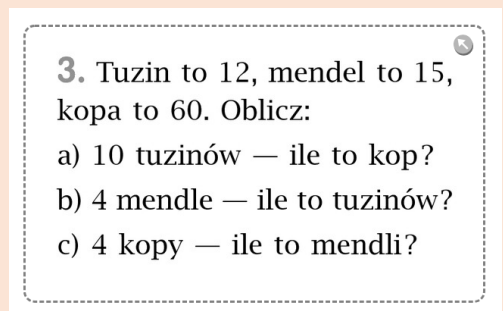 3. Tuzin to 12, mendel to 15,
kopa to 60. Oblicz:
a) 10 tuzinów — ile to kop?
b) 4 mendle — ile to tuzinów?
c) 4 kopy — ile to mendli?